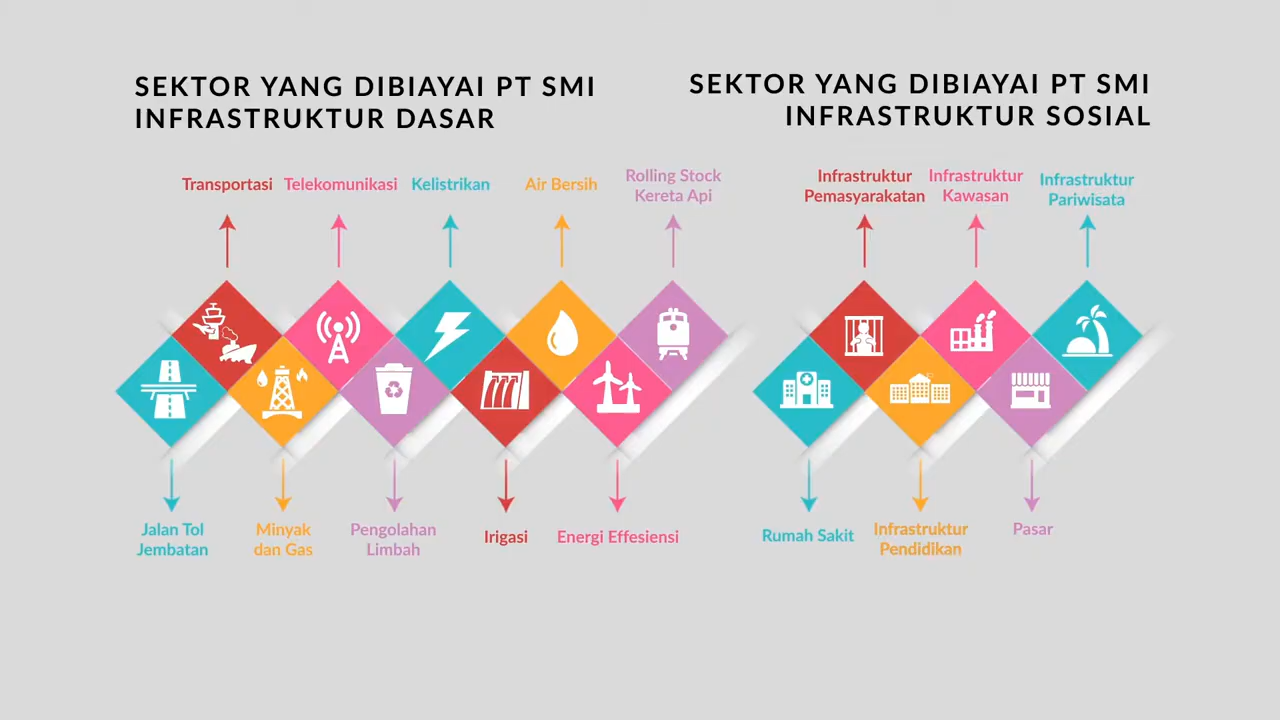 SEKTOR YANG DIBIAYAI PT SMI
INFRASTRUKTUR DASAR
Transportasi
Telekomunikasi
Kelistrikan
Air Bersih
Rolling Stock
Kereta Api
Jalan Tol
Jembatan
Minyak
dan Gas
Pengolahan
Limbah
Irigasi
Energi Effesiensi
SEKTOR YANG DIBIAYAI PT SMI
INFRASTRUKTUR SOSIAL
Infrastruktur
Pemasyarakatan
Infrastruktur
Kawasan
Infrastruktur
Pariwisata
Rumah Sakit
Infrastruktur
Pendidikan
Pasar